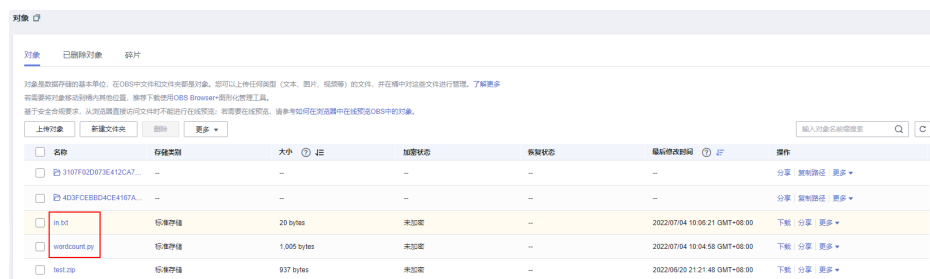 对象
对象 已删除对象 碎片
对象是数据存储的基本单位，在OBS中文件和文件夹都是对象。您可以上传任何类型（文本、图片、视频等）的文件，并在桶中对这些文件进行管理。了解更多
若需要将对象移动到桶内其他位置，推荐下载使用OBS Browser+图形化管理工具。
基于安全合规要求，从浏览器直接访问文件时不能进行在线预览；若需要在线预览，请参考如何在浏览器中在线预览OBS中的对象。
上传对象 新建文件夹 删除 更多 输入对象名前缀搜索
名称 存储类别 大小 加密状态 恢复状态 最后修改时间 操作
3107F02D073E412CA7... -- -- -- -- -- 分享 复制路径 更多
4D3FCEBBD4CE4167A... -- -- -- -- -- 分享 复制路径 更多
in.txt 标准存储 20 bytes 未加密 -- 2022/07/04 10:06:21 GMT+08:00 下载 分享 更多
wordcount.py 标准存储 1,005 bytes 未加密 -- 2022/07/04 10:04:58 GMT+08:00 下载 分享 更多
test.zip 标准存储 937 bytes 未加密 -- 2022/06/20 21:21:48 GMT+08:00 下载 分享 更多